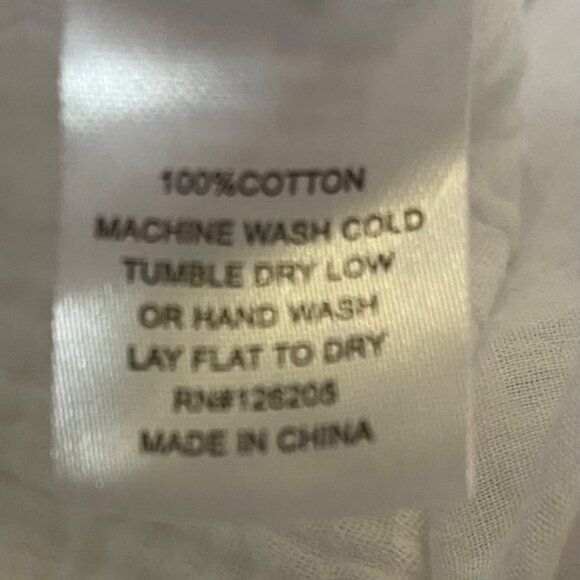 100%COTTON
MACHINE WASH COLD
TUMBLE DRY LOW
OR HAND WASH
LAY FLAT TO DRY
RN#126205
MADE IN CHINA